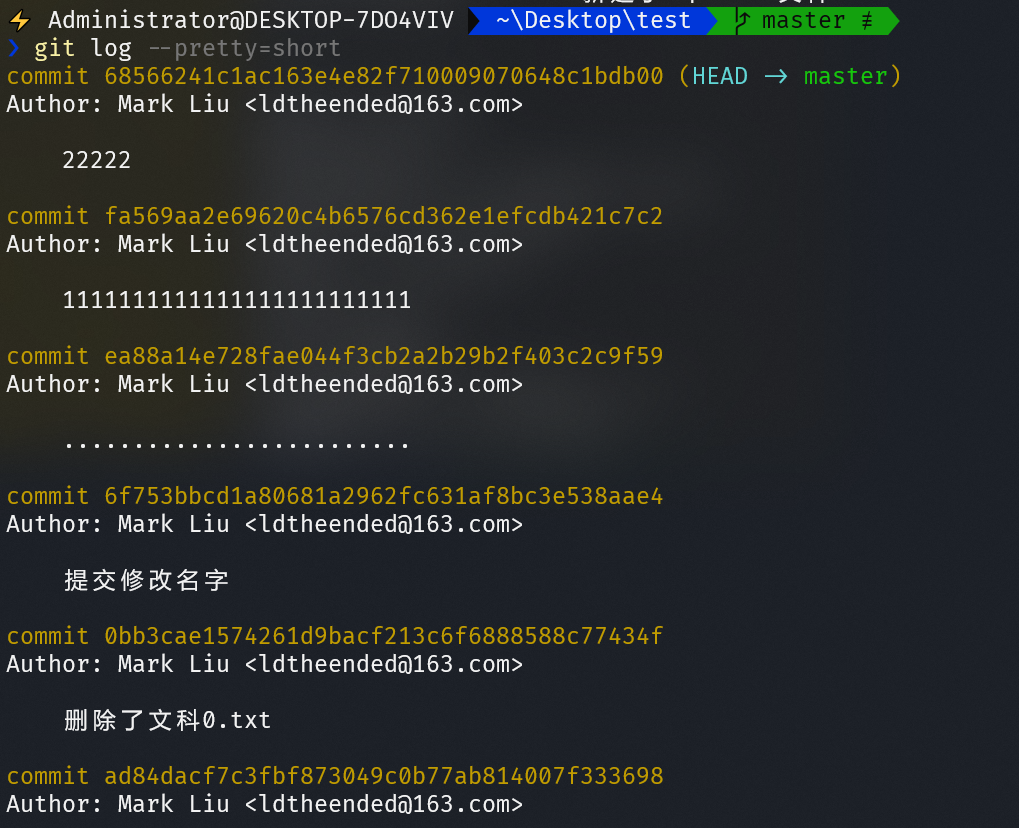 Administrator@DESKTOP-7DO4VIV ~\Desktop\test master ≢
❯ git log --pretty=short
commit 68566241c1ac163e4e82f710009070648c1bdb00 (HEAD -> master)
Author: Mark Liu <ldtheended@163.com>
22222
commit fa569aa2e69620c4b6576cd362e1efcdb421c7c2
Author: Mark Liu <ldtheended@163.com>
1111111111111111111111111
commit ea88a14e728fae044f3cb2a2b29b2f403c2c9f59
Author: Mark Liu <ldtheended@163.com>
.........................
commit 6f753bbcd1a80681a2962fc631af8bc3e538aae4
Author: Mark Liu <ldtheended@163.com>
提交修改名字
commit 0bb3cae1574261d9bacf213c6f6888588c77434f
Author: Mark Liu <ldtheended@163.com>
删除了文科0.txt
commit ad84dacf7c3fbf873049c0b77ab814007f333698
Author: Mark Liu <ldtheended@163.com>